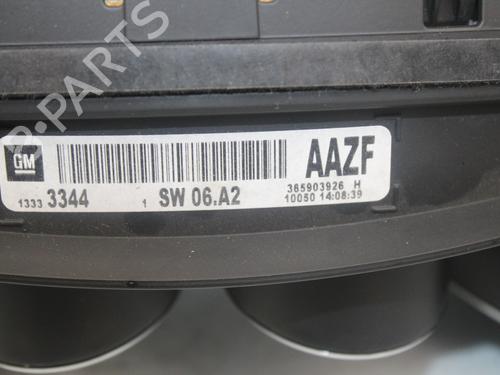 B-PARTS
GM
AAZF
1333 3344 1 SW 06.A2
365903926 H
10050 14:08:39